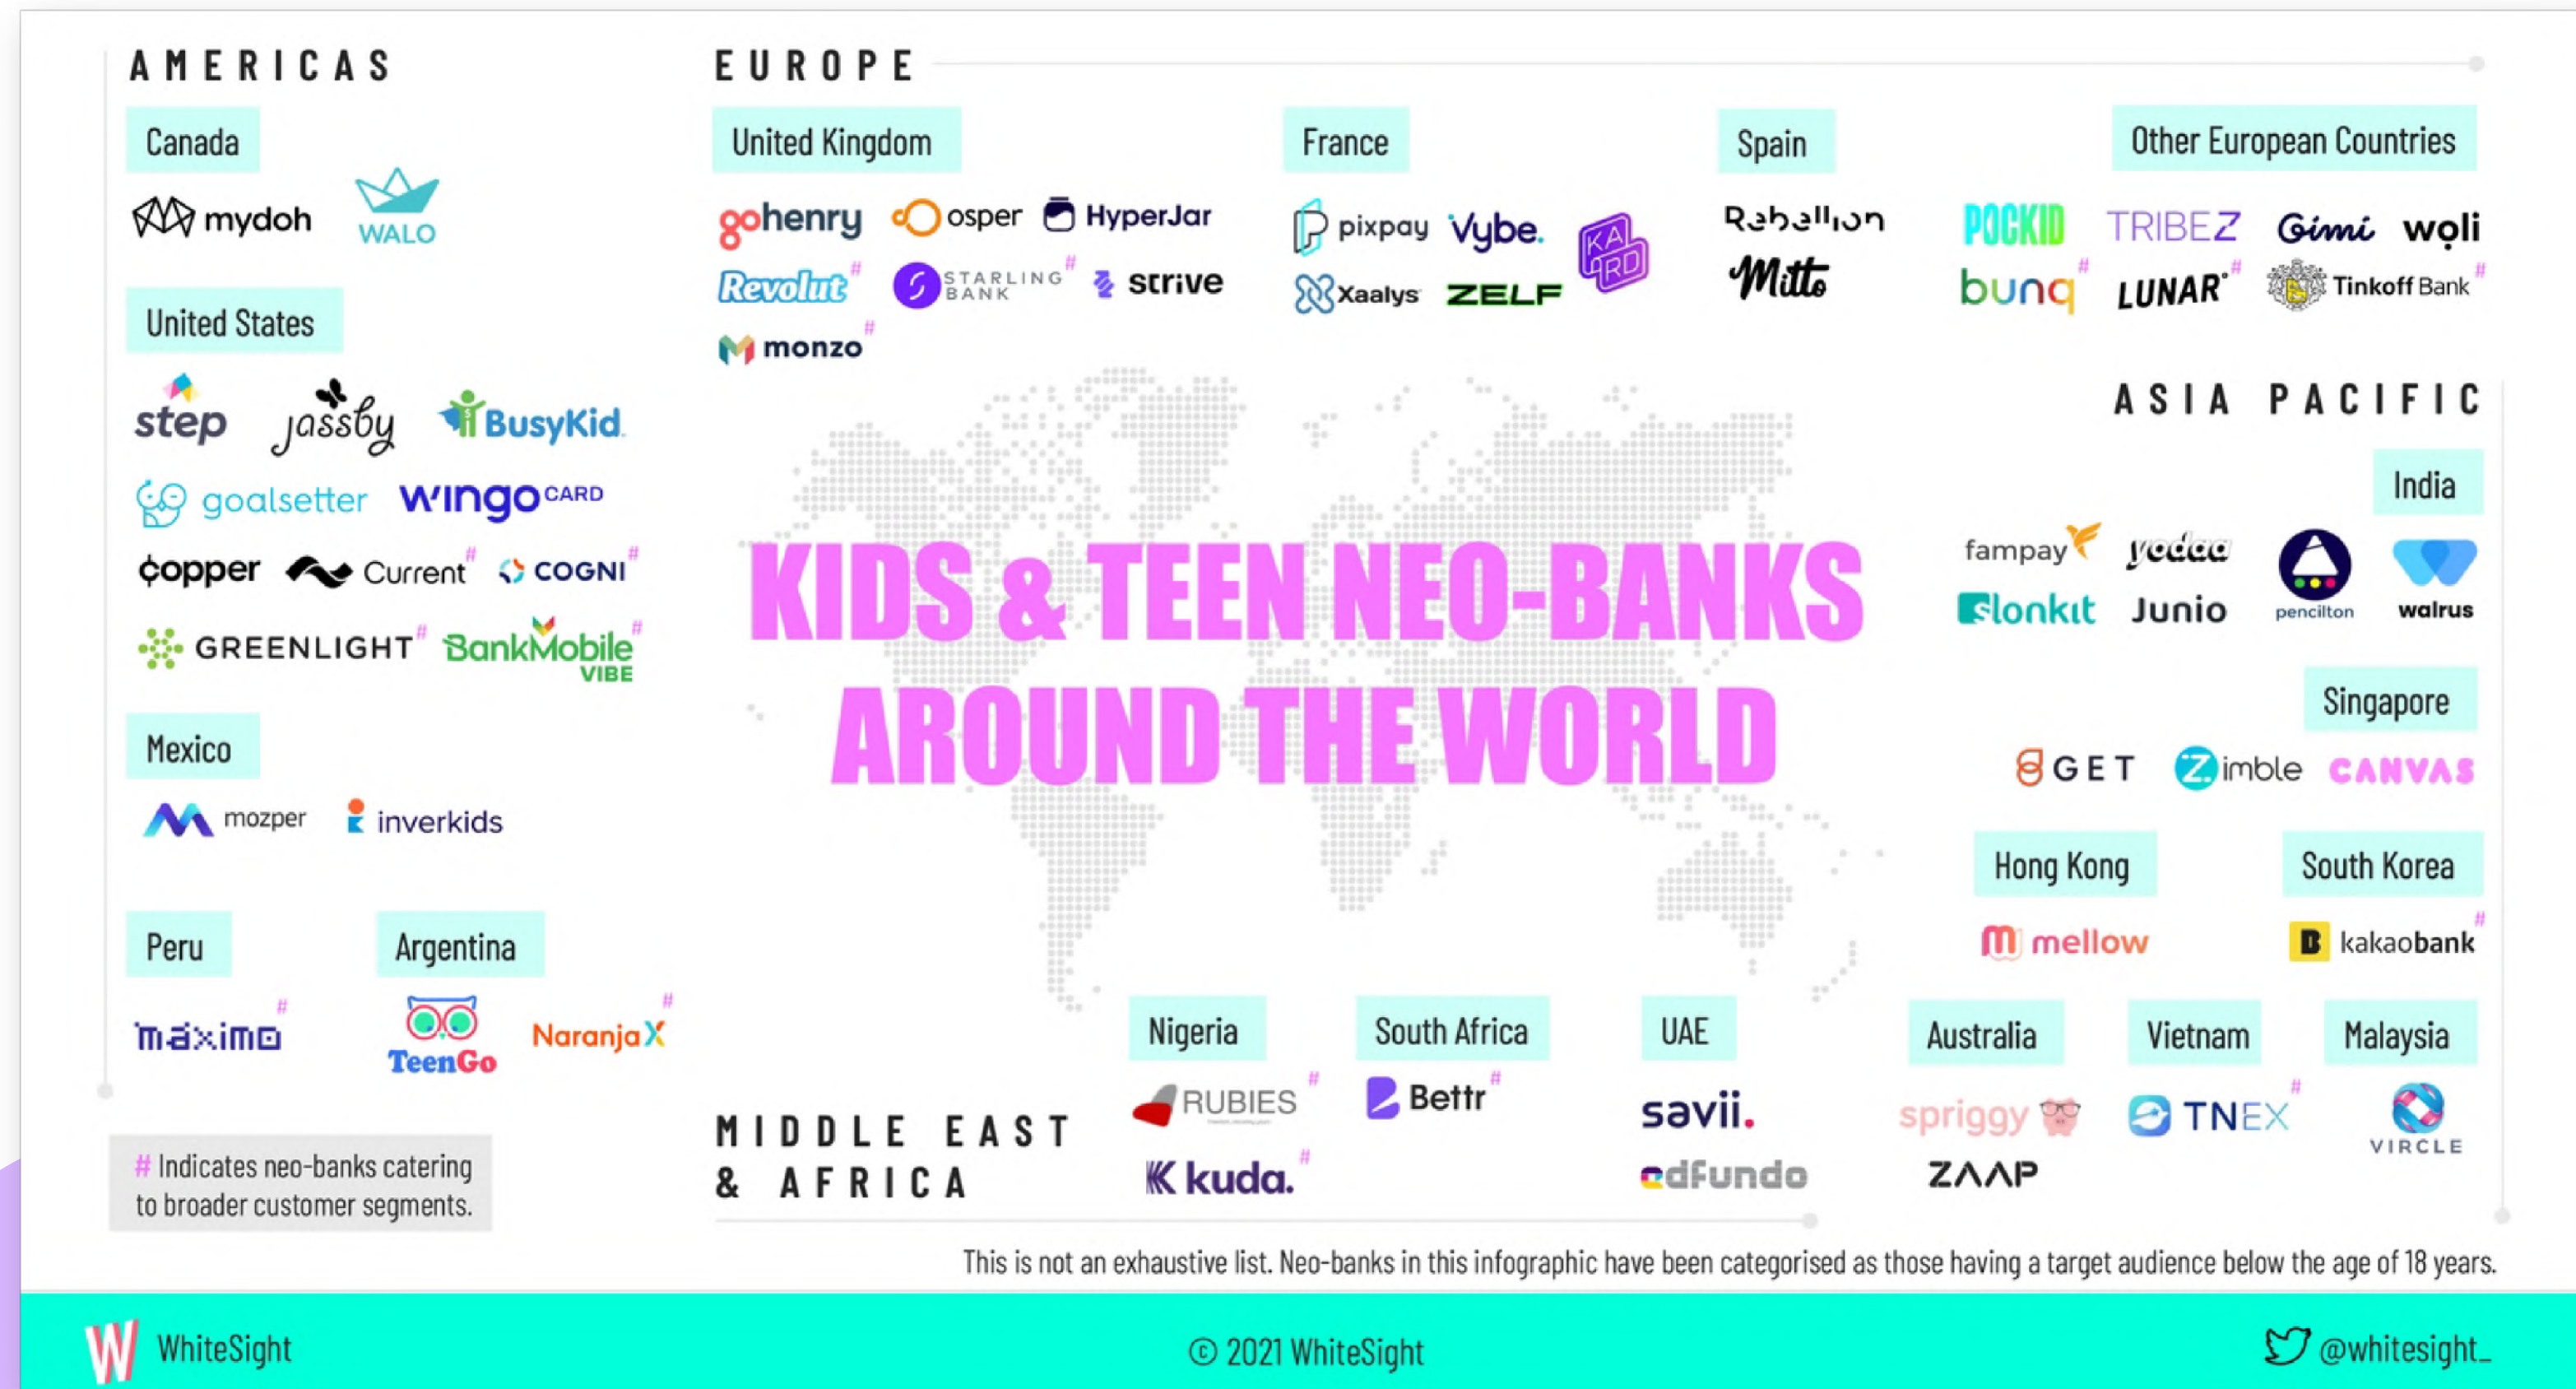 AMERICAS
Canada
mydoh
WALO
United States
step
jassby
BusyKid
goalsetter
wingo CARD
copper
Current#
COGNI#
GREENLIGHT#
BankMobile#
VIBE
Mexico
mozper
inverkids
Peru
máximo#
Argentina
TeenGo
NaranjaX#
# Indicates neo-banks catering
to broader customer segments.
EUROPE
United Kingdom
gohenry
osper
HyperJar
Revolut#
STARLING#
BANK
strive
monzo#
France
pixpay
Vybe.
KA
RD
Xaalys
ZELF
Spain
Rebellion
Mitto
Other European Countries
POCKID
TRIBEZ
Gimi
woli
bunq#
LUNAR#
Tinkoff Bank#
KIDS & TEEN NEO-BANKS
AROUND THE WORLD
ASIA PACIFIC
India
fampay
yodaa
pencilton
walrus
slonkit
Junio
Singapore
GET
Zimble
CANVAS
Hong Kong
mellow
South Korea
B kakaobank#
Australia
spriggy
ZAAP
Vietnam
TNEX#
Malaysia
VIRCLE
MIDDLE EAST
& AFRICA
Nigeria
RUBIES#
kuda.#
South Africa
Bettr#
UAE
savii.
edfundo
This is not an exhaustive list. Neo-banks in this infographic have been categorised as those having a target audience below the age of 18 years.
W WhiteSight
© 2021 WhiteSight
@whitesight_